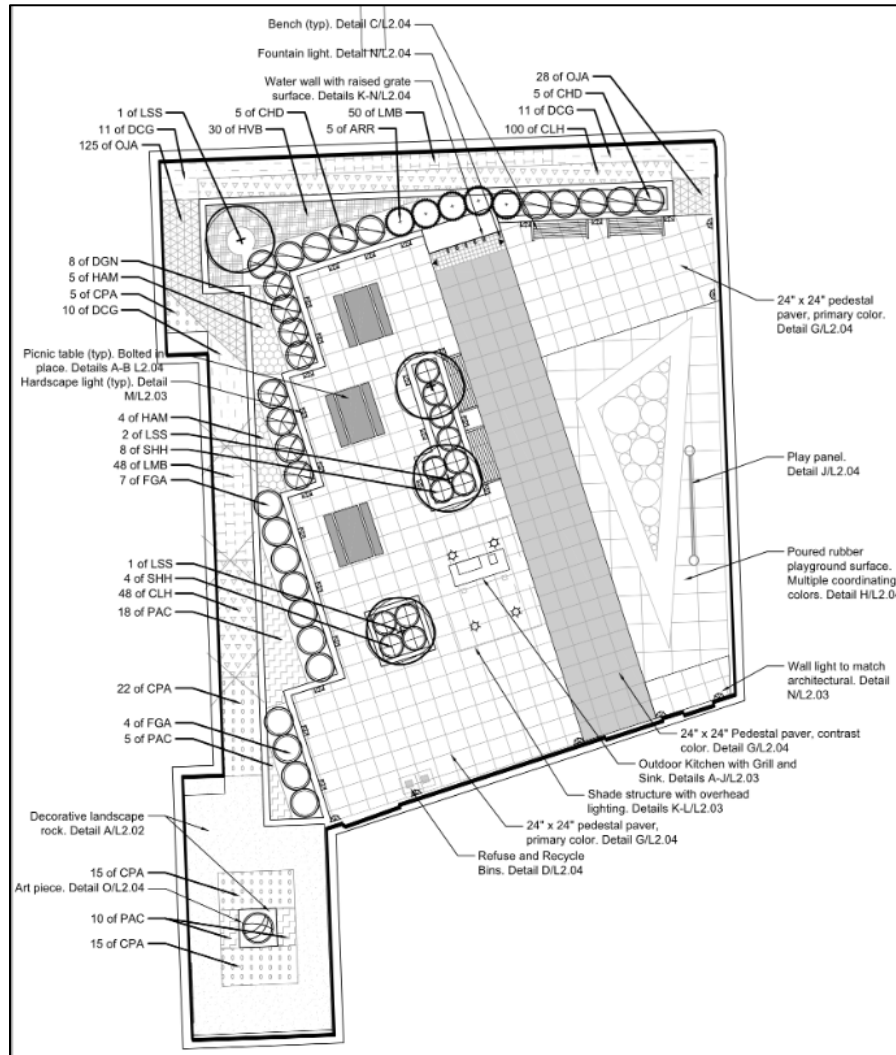 Bench (typ). Detail C/L2.04
Fountain light. Detail N/L2.04
Water wall with raised grate
surface. Details K-N/L2.04
28 of OJA
5 of CHD
11 of DCG
100 of CLH
1 of LSS
11 of DCG
125 of OJA
5 of CHD
30 of HVB
50 of LMB
5 of ARR
8 of DGN
5 of HAM
5 of CPA
10 of DCG
Picnic table (typ). Bolted in
place. Details A-B L2.04
Hardscape light (typ). Detail
M/L2.03
4 of HAM
2 of LSS
8 of SHH
48 of LMB
7 of FGA
1 of LSS
4 of SHH
48 of CLH
18 of PAC
22 of CPA
4 of FGA
5 of PAC
Decorative landscape
rock. Detail A/L2.02
15 of CPA
Art piece. Detail O/L2.04
10 of PAC
15 of CPA
24" x 24" pedestal
paver, primary color.
Detail G/L2.04
Play panel.
Detail J/L2.04
Poured rubber
playground surface.
Multiple coordinating
colors. Detail H/L2.04
Wall light to match
architectural. Detail
N/L2.03
24" x 24" Pedestal paver, contrast
color. Detail G/L2.04
Outdoor Kitchen with Grill and
Sink. Details A-J/L2.03
Shade structure with overhead
lighting. Details K-L/L2.03
24" x 24" pedestal paver,
primary color. Detail G/L2.04
Refuse and Recycle
Bins. Detail D/L2.04